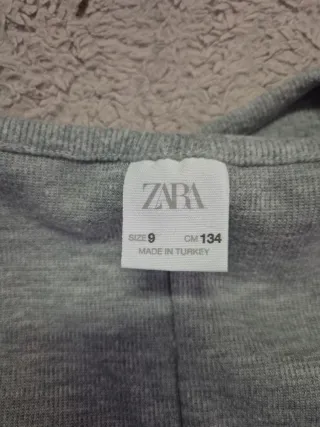 ZARA
SIZE 9 CM 134
MADE IN TURKEY